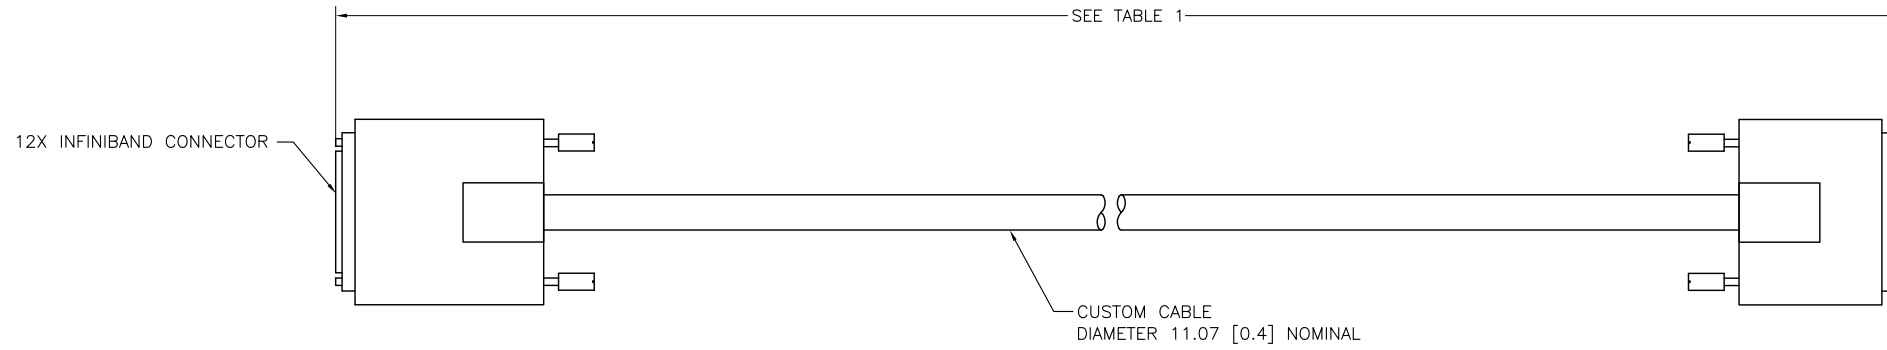 SEE TABLE 1
12X INFINIBAND CONNECTOR
CUSTOM CABLE
DIAMETER 11.07 [0.4] NOMINAL